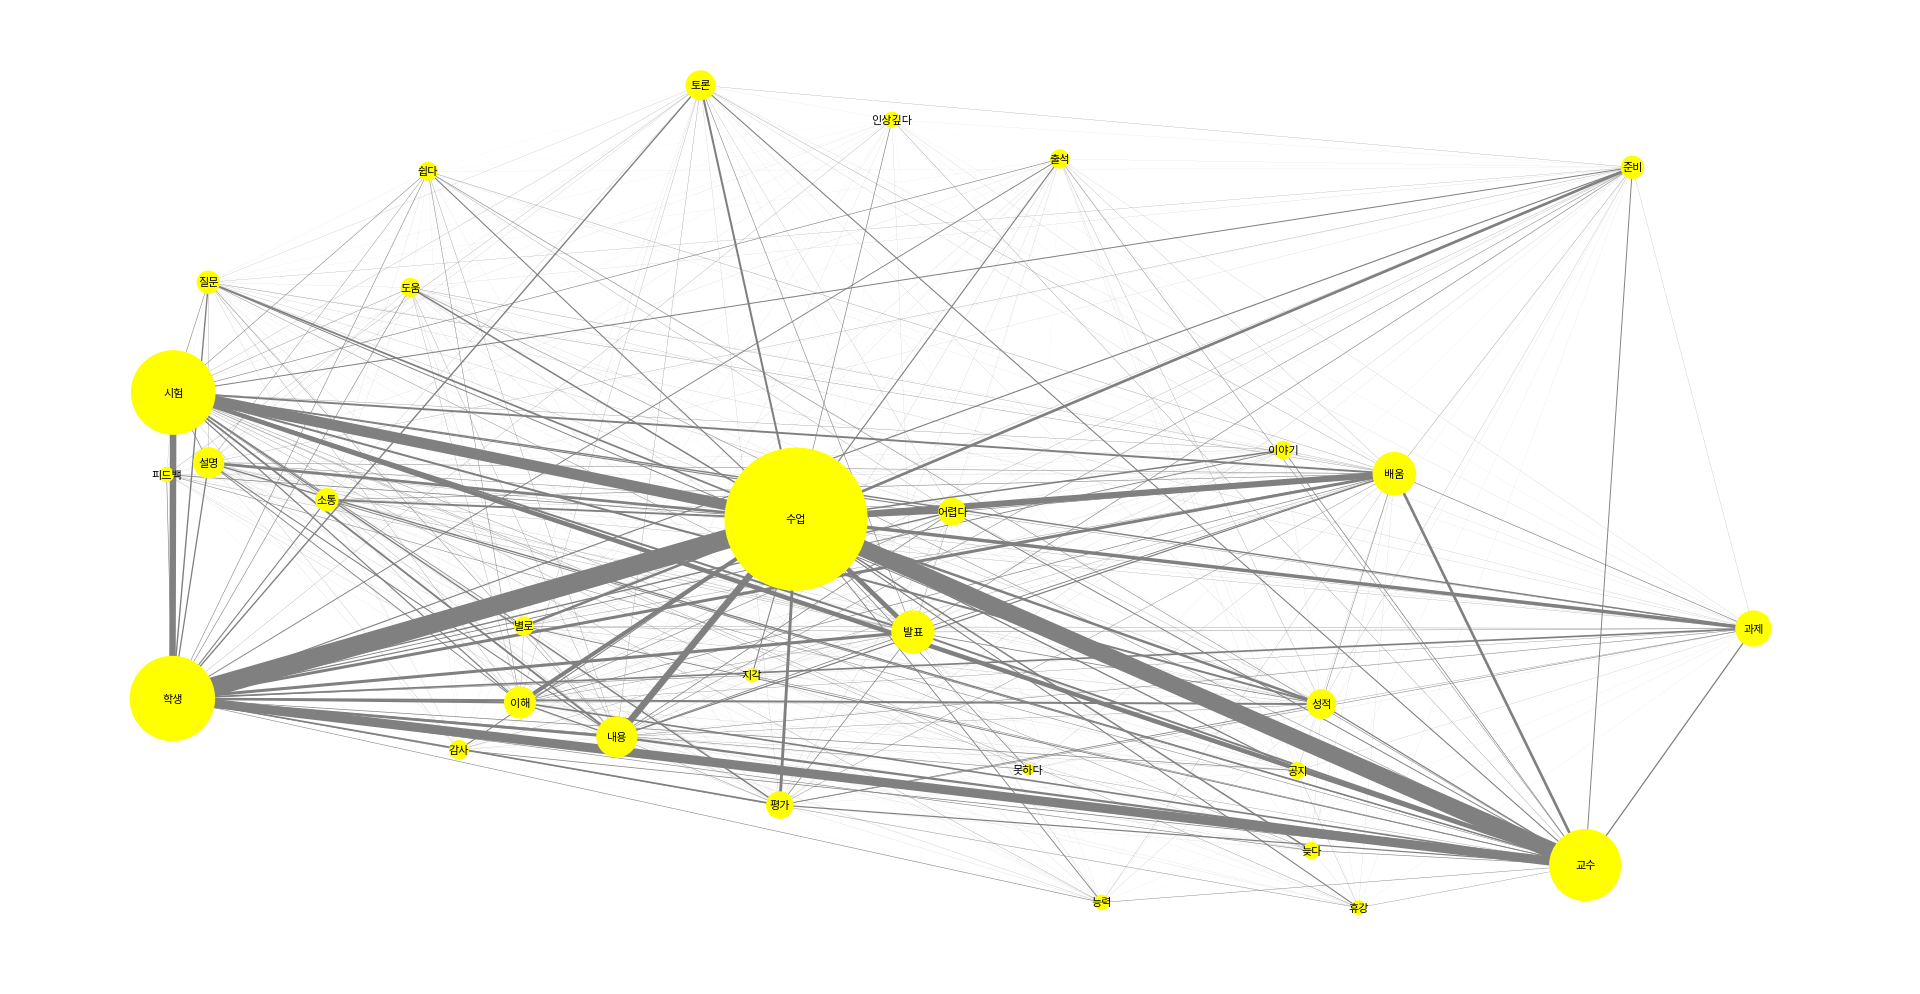 토론
인상깊다
출석
준비
쉽다
질문
도움
시험
이야기
설명
피드백
배움
소통
어렵다
수업
별로
발표
과제
지각
학생
이해
성적
내용
감사
못하다
공지
평가
늦다
교수
능력
휴강